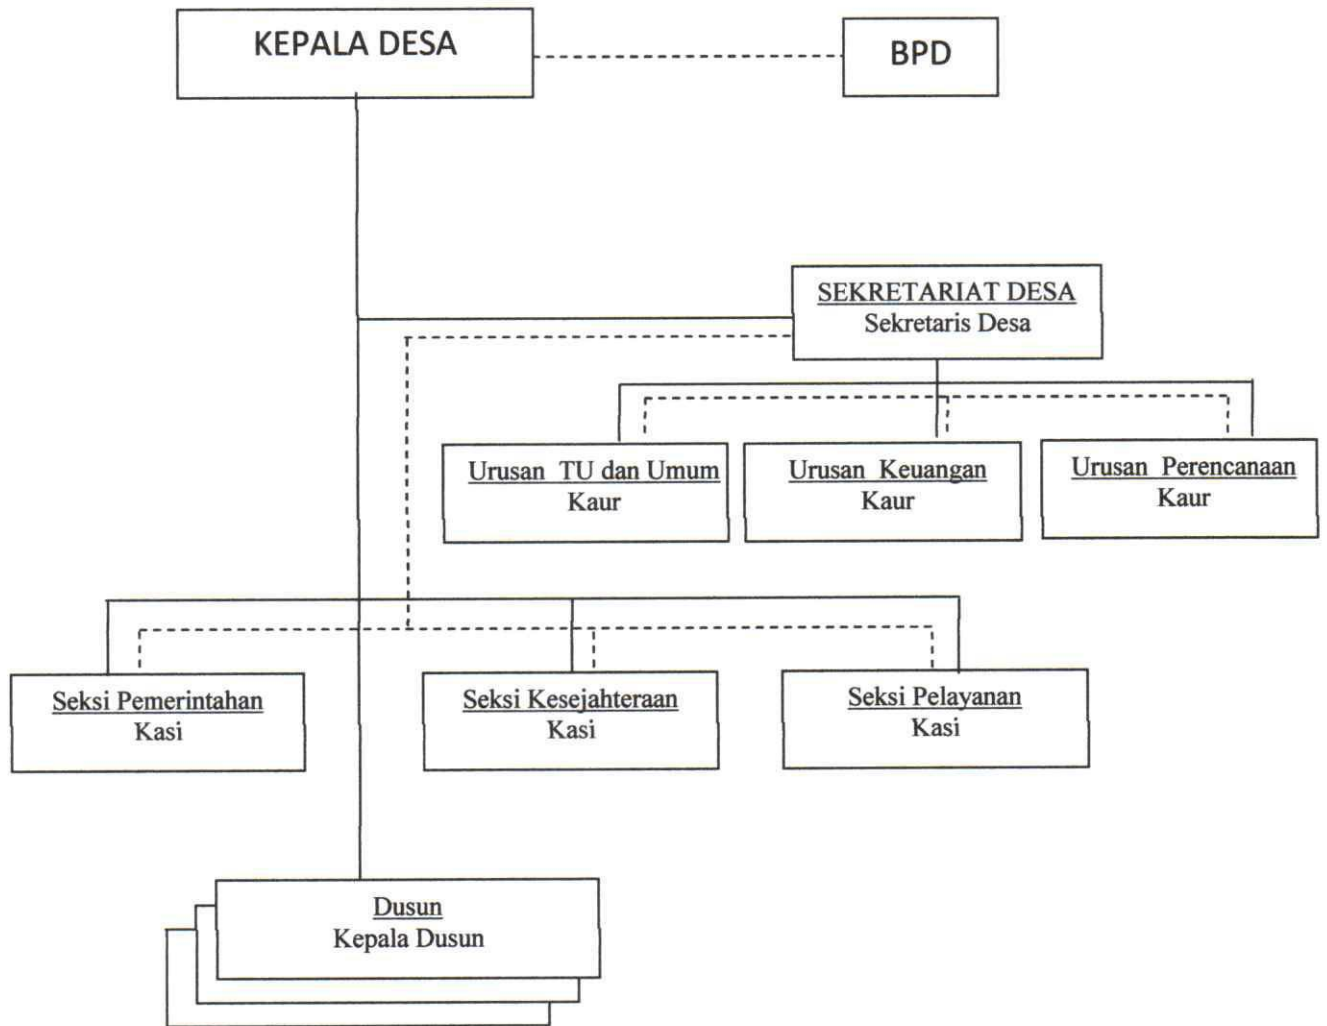 KEPALA DESA
BPD
SEKRETARIAT DESA
Sekretaris Desa
Urusan TU dan Umum
Kaur
Urusan Keuangan
Kaur
Urusan Perencanaan
Kaur
Seksi Pemerintahan
Kasi
Seksi Kesejahteraan
Kasi
Seksi Pelayanan
Kasi
Dusun
Kepala Dusun